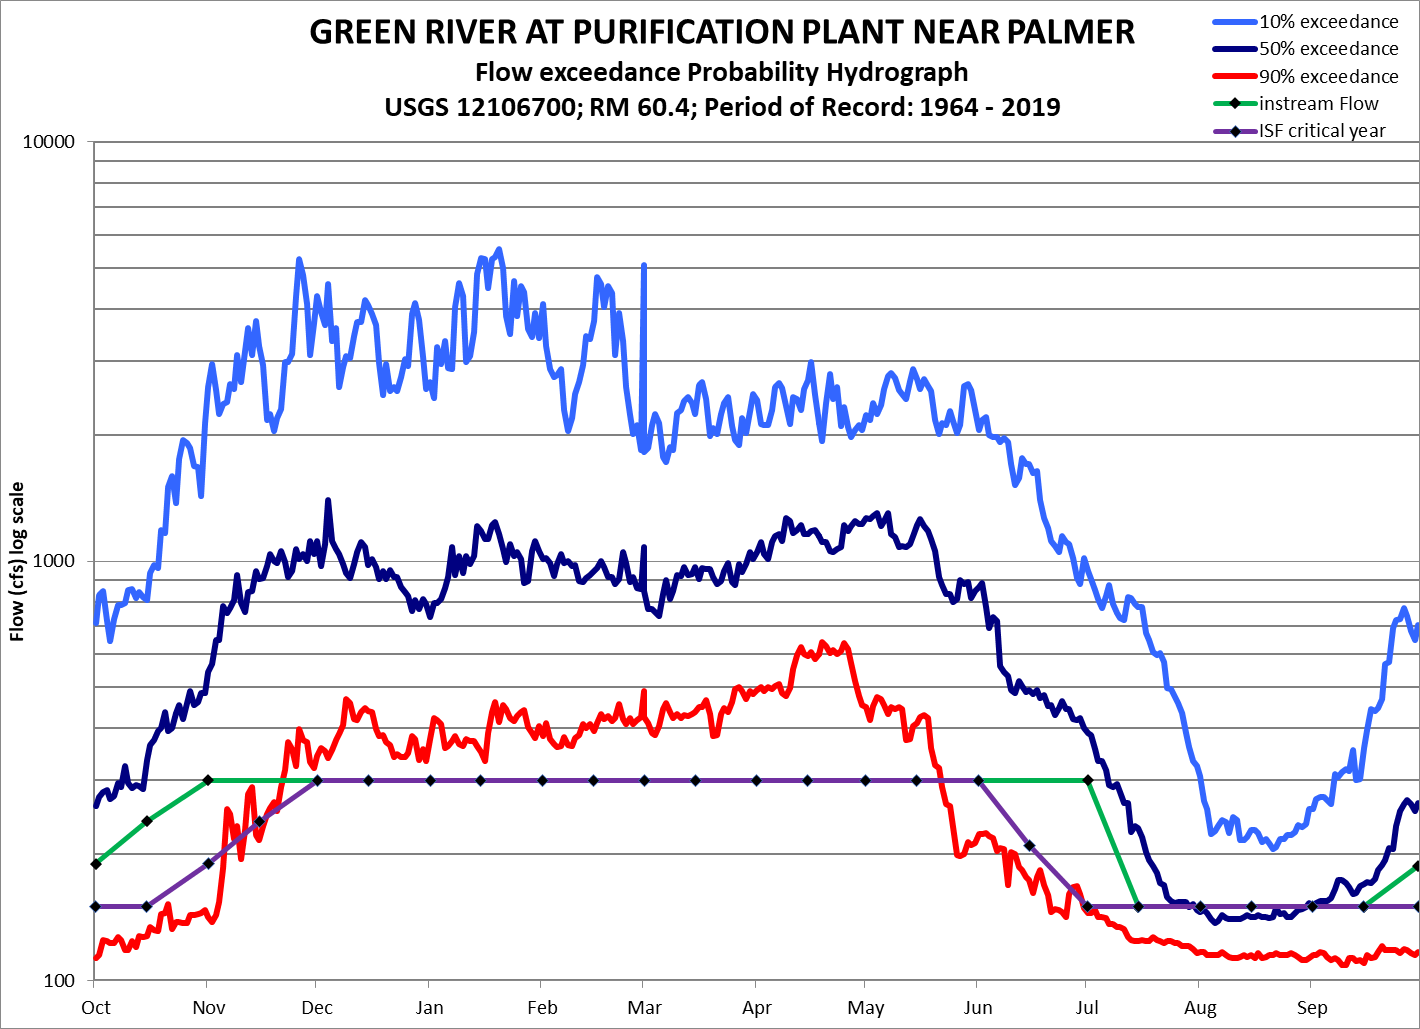 GREEN RIVER AT PURIFICATION PLANT NEAR PALMER
Flow exceedance Probability Hydrograph
USGS 12106700; RM 60.4; Period of Record: 1964 - 2019
10% exceedance
50% exceedance
90% exceedance
instream Flow
ISF critical year
Flow (cfs) log scale
10000
1000
100
Oct Nov Dec Jan Feb Mar Apr May Jun Jul Aug Sep